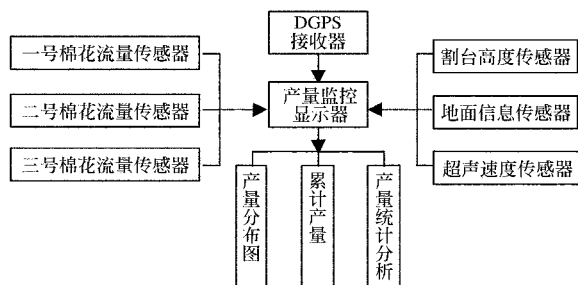 DGPS
接收器
一号棉花流量传感器
二号棉花流量传感器
三号棉花流量传感器
产量监控
显示器
割台高度传感器
地面信息传感器
超声速度传感器
产量分布图
累计产量
产量统计分析